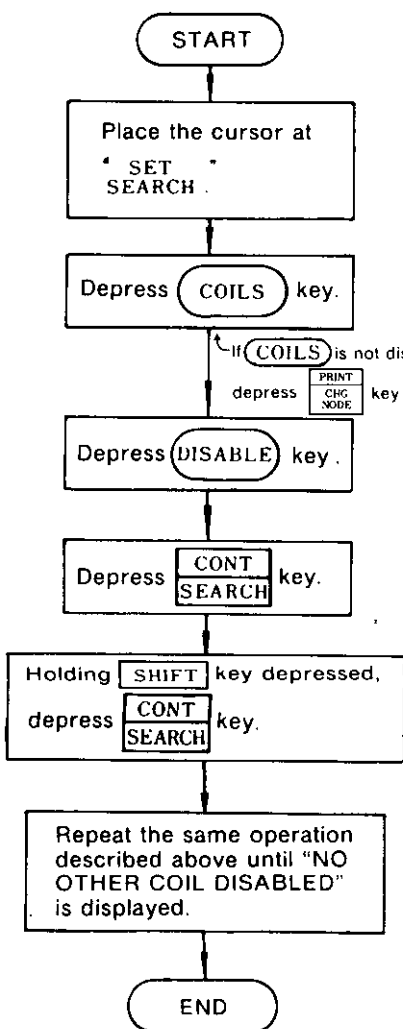 START
Place the cursor at
" SET "
SEARCH .
Depress COILS key.
If COILS is not
depress PRINT
CHG
NODE key
Depress DISABLE key.
Depress CONT
SEARCH key.
Holding SHIFT key depressed,
depress CONT
SEARCH key.
Repeat the same operation
described above until "NO
OTHER COIL DISABLED"
is displayed.
END